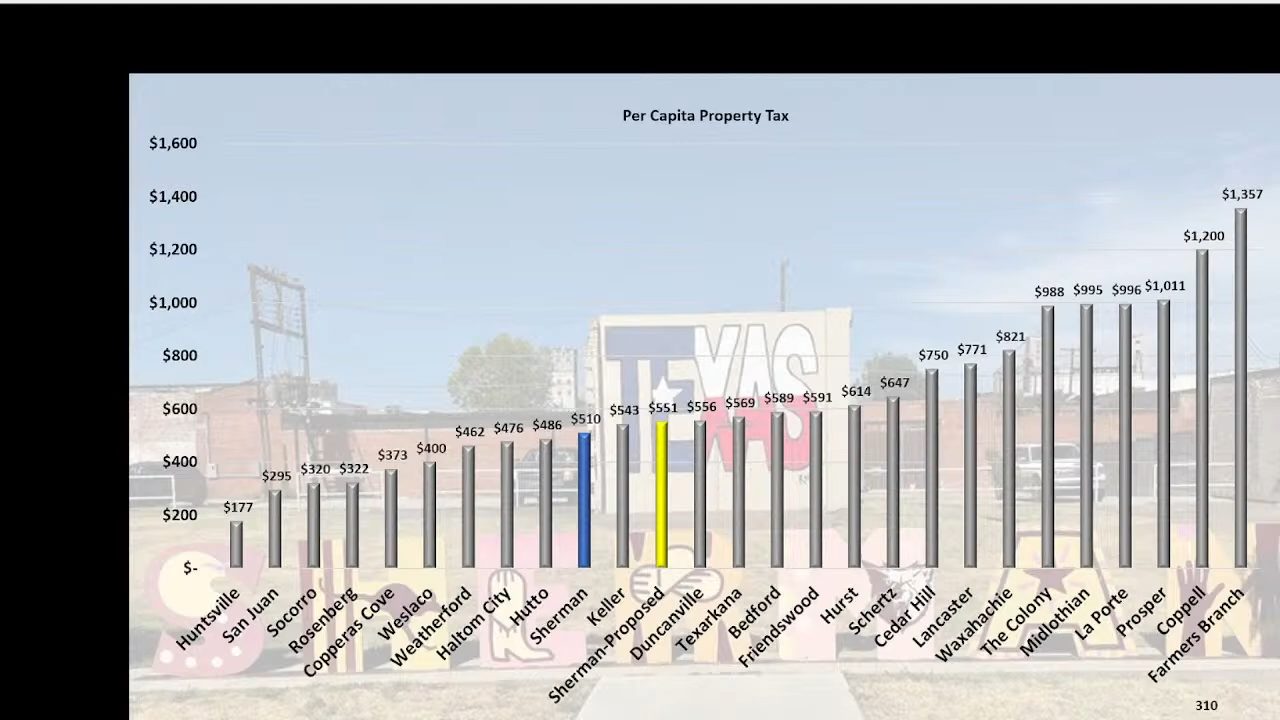 Per Capita Property Tax
$1,600
$1,400
$1,200
$1,000
$800
$600
$400
$200
$-
$177
$295
$320
$322
$373
$400
$462
$476
$486
$510
$543
$551
$556
$569
$589
$591
$614
$647
$750
$771
$821
$988
$995
$996
$1,011
$1,200
$1,357
Huntsville
San Juan
Socorro
Rosenberg
Copperas Cove
Weslaco
Weatherford
Haltom City
Hutto
Sherman
Keller
Sherman-Proposed
Duncanville
Texarkana
Bedford
Friendswood
Hurst
Schertz
Cedar Hill
Lancaster
Waxahachie
The Colony
Midlothian
La Porte
Prosper
Coppell
Farmers Branch
TEXAS
SHERMAN
310